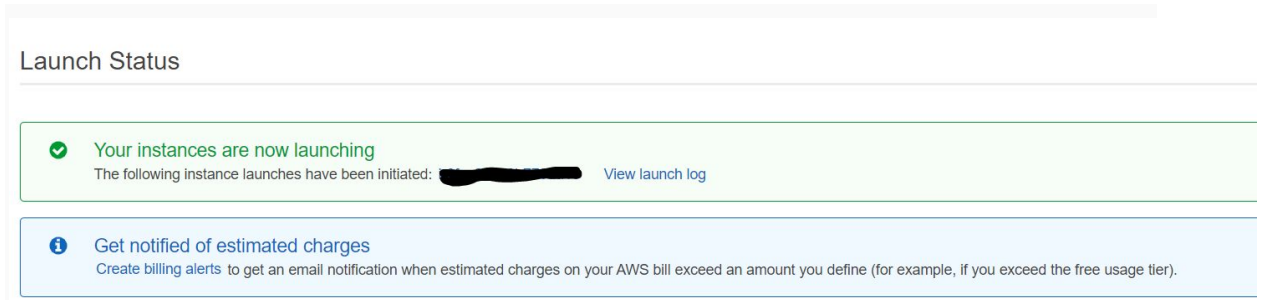 Launch Status
Your instances are now launching
The following instance launches have been initiated: View launch log
Get notified of estimated charges
Create billing alerts to get an email notification when estimated charges on your AWS bill exceed an amount you define (for example, if you exceed the free usage tier).